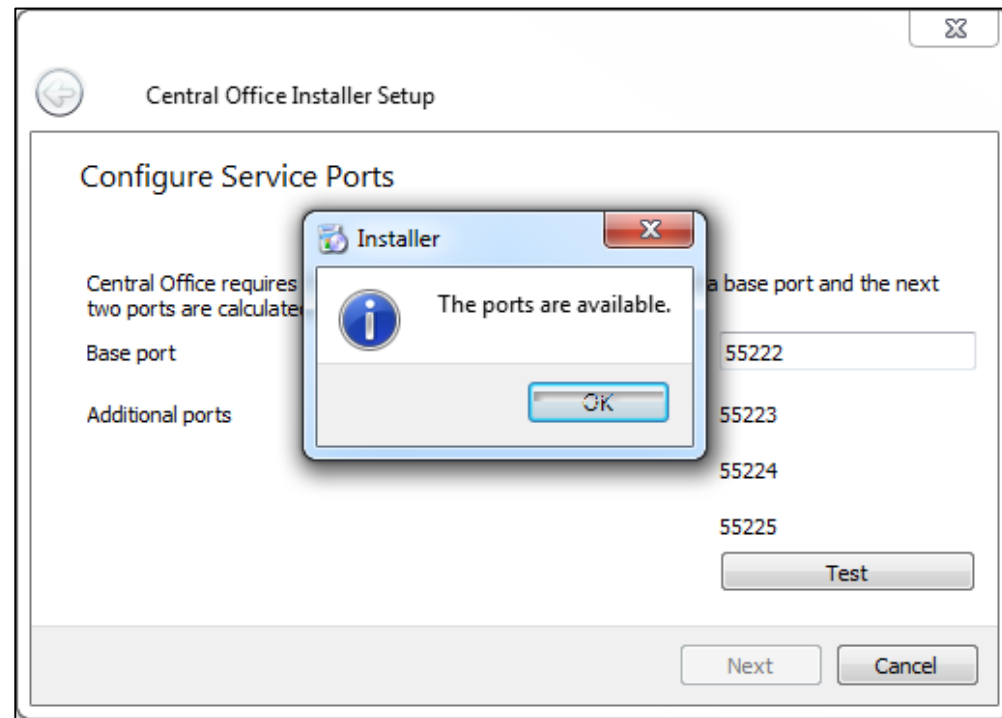 Central Office Installer Setup
Configure Service Ports
Installer
The ports are available.
OK
Central Office requires
a base port and the next
two ports are calculated
Base port
55222
Additional ports
55223
55224
55225
Test
Next
Cancel